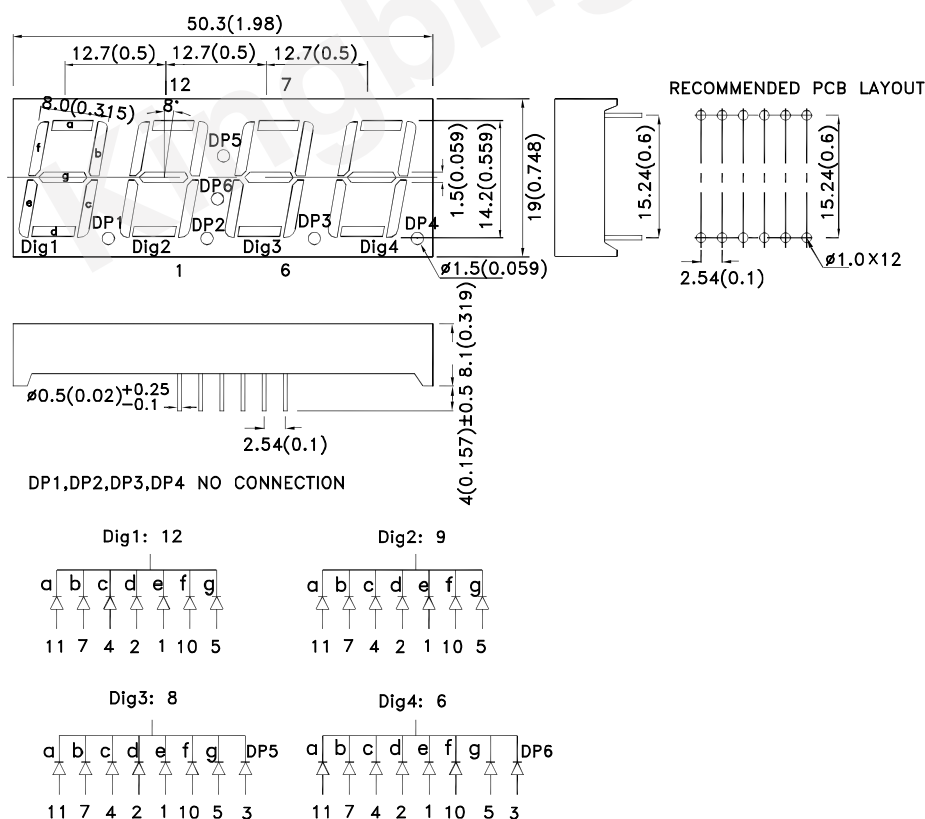 50.3(1.98)
12.7(0.5) 12.7(0.5) 12.7(0.5)
12 7
8.0(0.315) 8°
a
f b
g
e c
d
DP5
DP6
DP1 DP2 DP3 DP4
Dig1 Dig2 Dig3 Dig4
1 6
1.5(0.059)
14.2(0.559)
19(0.748)
ø1.5(0.059)
15.24(0.6)
RECOMMENDED PCB LAYOUT
15.24(0.6)
2.54(0.1)
ø1.0×12
8.1(0.319)
4(0.157)±0.5
ø0.5(0.02)+0.25
−0.1
2.54(0.1)
DP1,DP2,DP3,DP4 NO CONNECTION
Dig1: 12
a b c d e f g
11 7 4 2 1 10 5
Dig2: 9
a b c d e f g
11 7 4 2 1 10 5
Dig3: 8
a b c d e f g DP5
11 7 4 2 1 10 5 3
Dig4: 6
a b c d e f g DP6
11 7 4 2 1 10 5 3
Kingbright